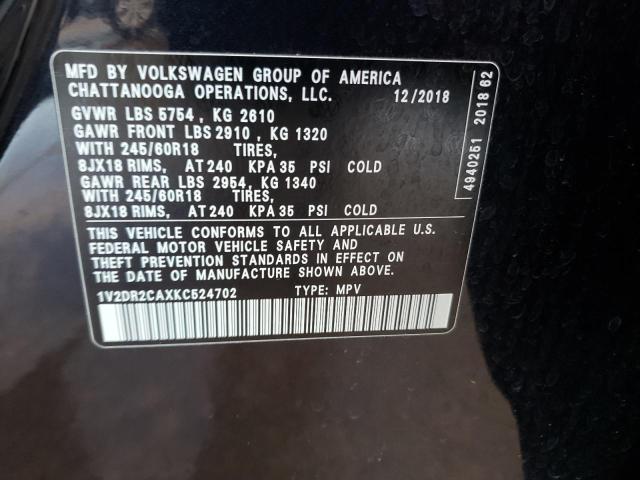 MFD BY VOLKSWAGEN GROUP OF AMERICA
CHATTANOOGA OPERATIONS, LLC. 12/2018
GVWR LBS 5754 , KG 2610
GAWR FRONT LBS 2910 , KG 1320
WITH 245/60R18 TIRES,
8JX18 RIMS, AT 240 KPA 35 PSI COLD
GAWR REAR LBS 2954, KG 1340
WITH 245/60R18 TIRES,
8JX18 RIMS, AT 240 KPA 35 PSI COLD
THIS VEHICLE CONFORMS TO ALL APPLICABLE U.S.
FEDERAL MOTOR VEHICLE SAFETY AND
THEFT PREVENTION STANDARDS IN EFFECT ON
THE DATE OF MANUFACTURE SHOWN ABOVE.
1V2DR2CAXKC524702 TYPE: MPV
4940251 2018 62